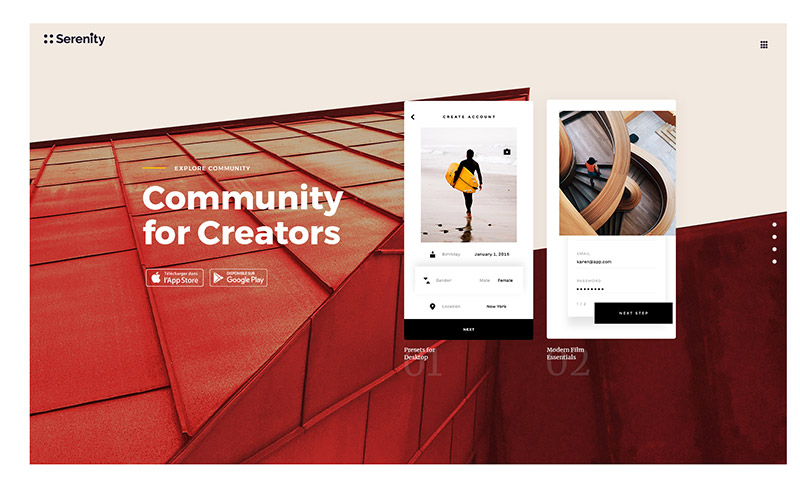 Serenity
EXPLORE COMMUNITY
Community
for Creators
Télécharger dans
l'App Store
DISPONIBLE SUR
Google Play
CREATE ACCOUNT
Birthday January 1, 2015
Gender Male Female
Location New York
NEXT
Presets for
Desktop
01
EMAIL
karen@app.com
PASSWORD
NEXT STEP
Modern Film
Essentials
02